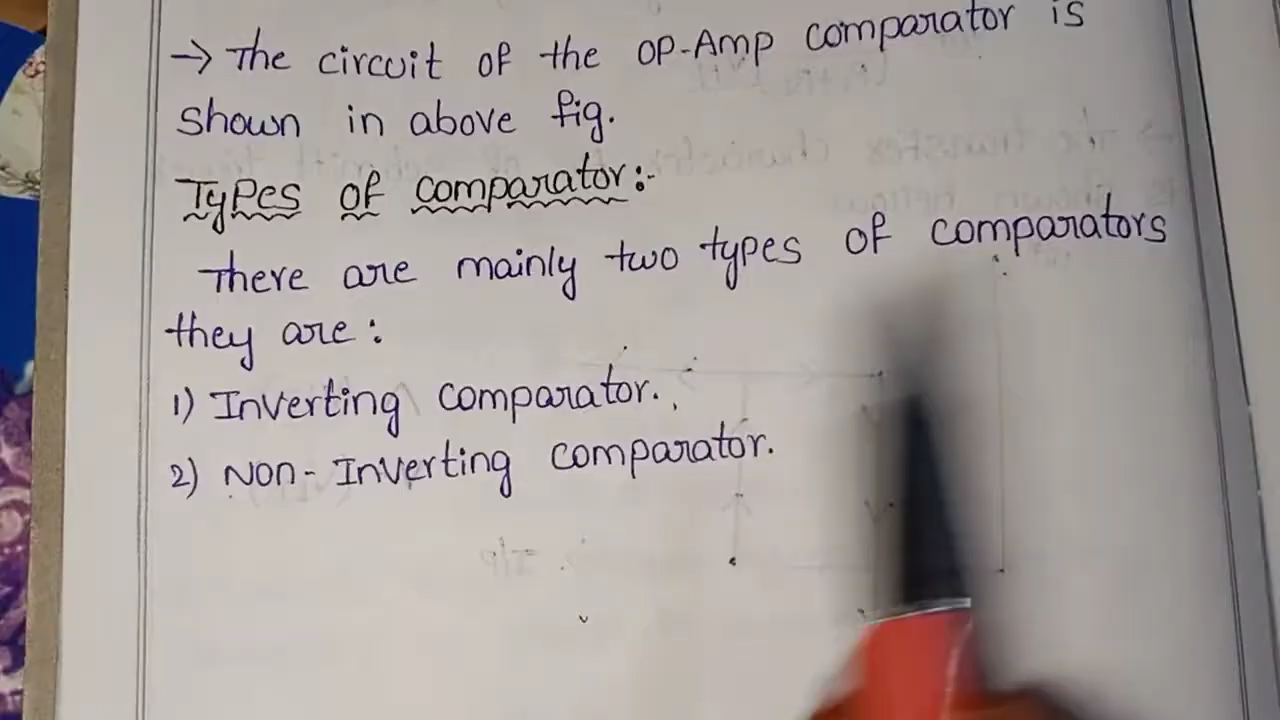 → The circuit of the OP-Amp comparator is
shown in above fig.
Types of comparator:-
There are mainly two types of comparators
they are:
1) Inverting comparator.
2) Non-Inverting comparator.